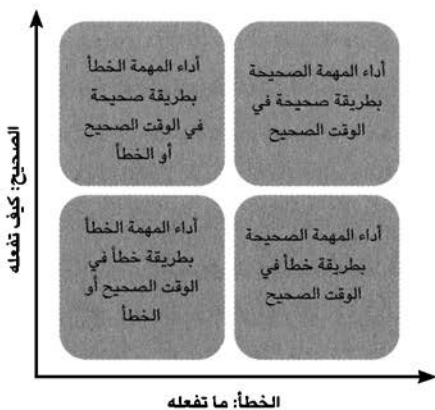 الصحيح: كيف تفعله
أداء المهمة الصحيحة
بطريقة صحيحة في
الوقت الصحيح
أداء المهمة الخطأ
بطريقة صحيحة
في الوقت الصحيح
أو الخطأ
أداء المهمة الصحيحة
بطريقة خطأ في
الوقت الصحيح
أداء المهمة الخطأ
بطريقة خطأ في
الوقت الصحيح أو
الخطأ
الخطأ: ما تفعله